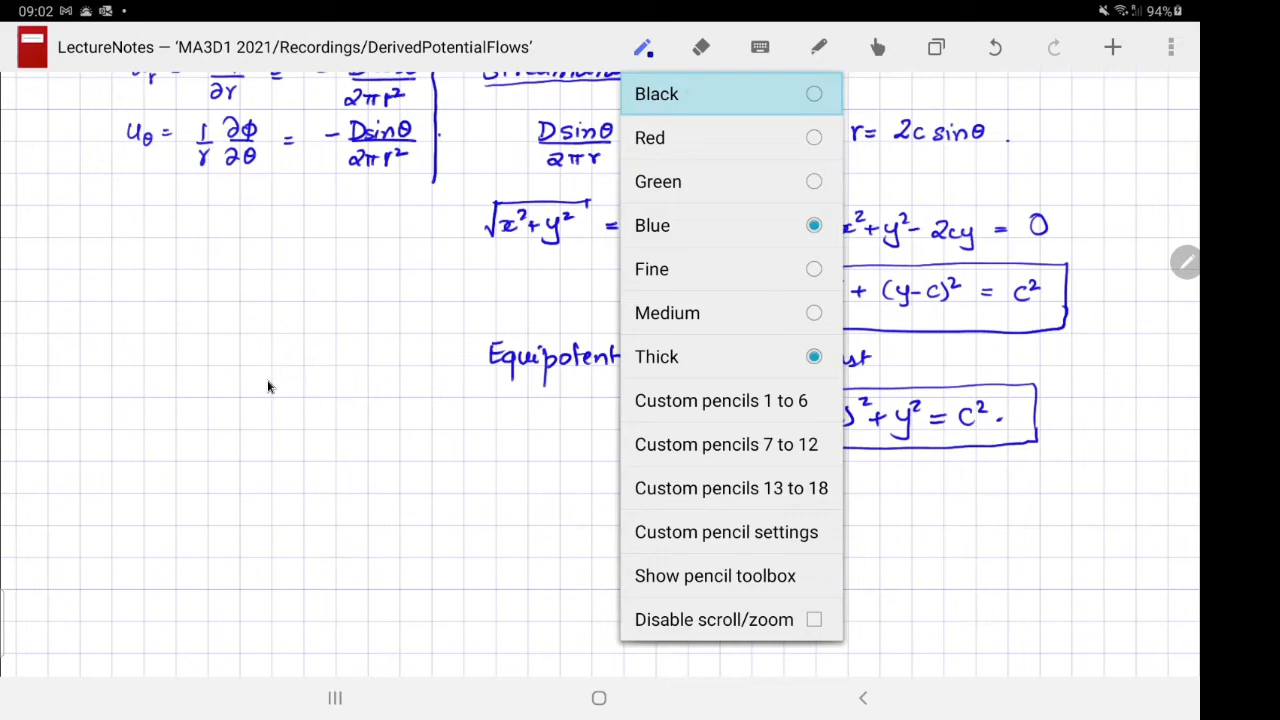 09:02 94%
LectureNotes — ‘MA3D1 2021/Recordings/DerivedPotentialFlows’
∂r 2πr²
u_θ = 1/r ∂Φ/∂θ = - D sinθ / 2πr² D sinθ / 2πr r = 2c sinθ .
√x²+y² = x²+y²- 2cy = 0
+ (y-c)² = c²
Equipotent
)²+ y² = c².
Black
Red
Green
Blue
Fine
Medium
Thick
Custom pencils 1 to 6
Custom pencils 7 to 12
Custom pencils 13 to 18
Custom pencil settings
Show pencil toolbox
Disable scroll/zoom